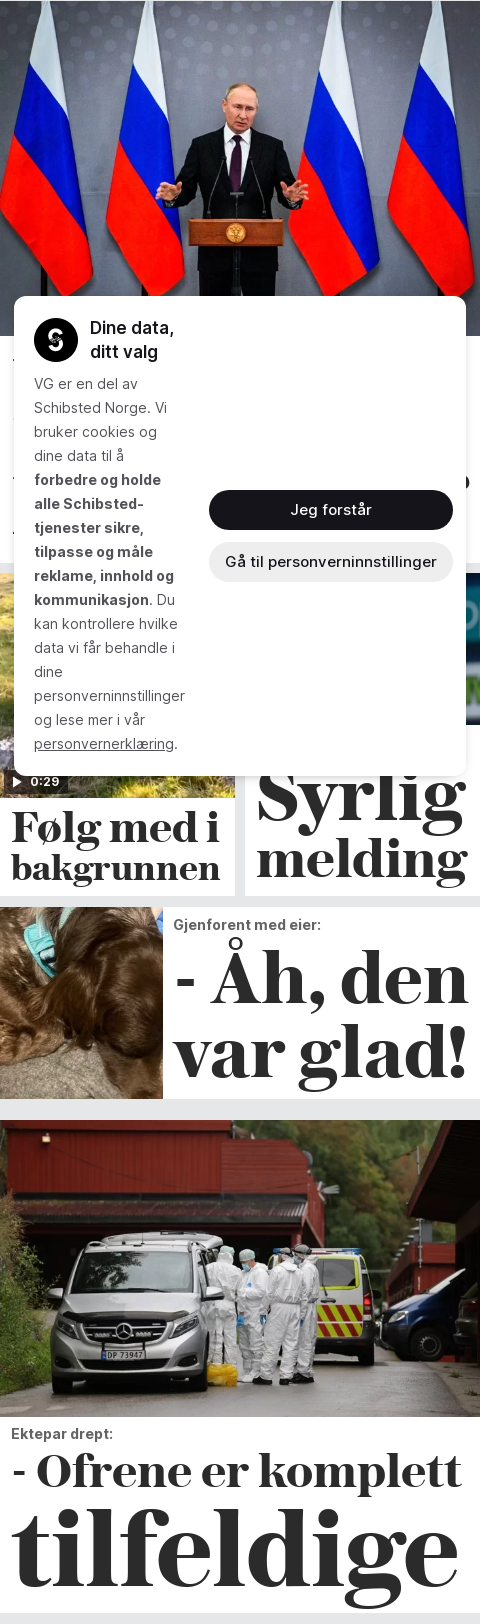 Dine data,
ditt valg
VG er en del av
Schibsted Norge. Vi
bruker cookies og
dine data til å
forbedre og holde
alle Schibsted-
tjenester sikre,
tilpasse og måle
reklame, innhold og
kommunikasjon. Du
kan kontrollere hvilke
data vi får behandle i
dine
personverninnstillinger
og lese mer i vår
personvernerklæring.
Jeg forstår
Gå til personverninnstillinger
0:29
Følg med i
bakgrunnen
Syrlig
melding
Gjenforent med eier:
- Åh, den
var glad!
DP 73947
Ektepar drept:
- Ofrene er komplett
tilfeldige